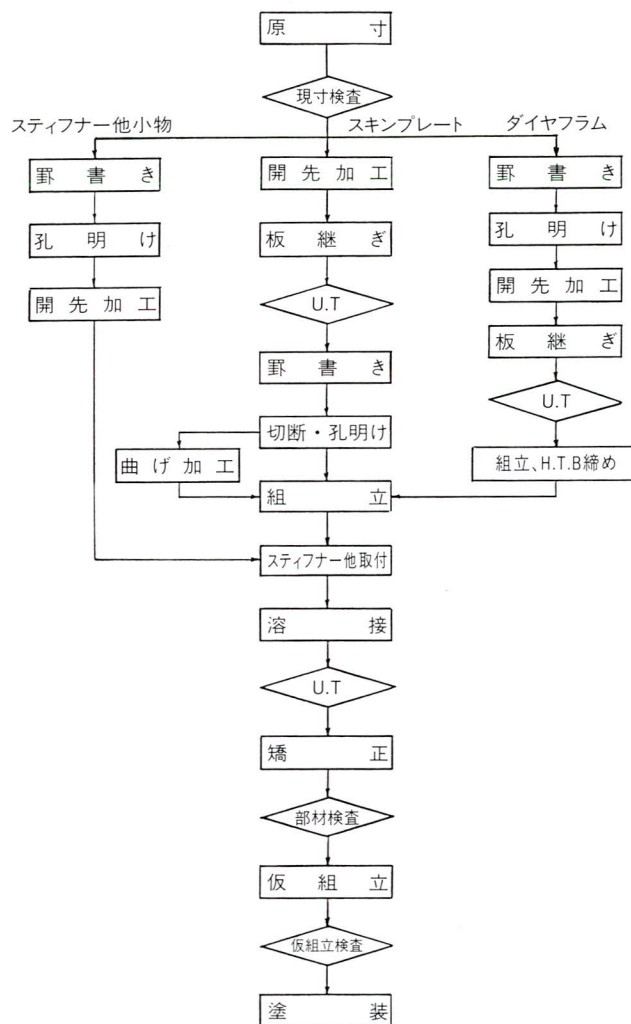 原寸
現寸検査
スティフナー他小物
スキンプレート
ダイヤフラム
罫書き
孔明け
開先加工
開先加工
板継ぎ
U.T
罫書き
切断・孔明け
曲げ加工
罫書き
孔明け
開先加工
板継ぎ
U.T
組立、H.T.B締め
組立
スティフナー他取付
溶接
U.T
矯正
部材検査
仮組立
仮組立検査
塗装